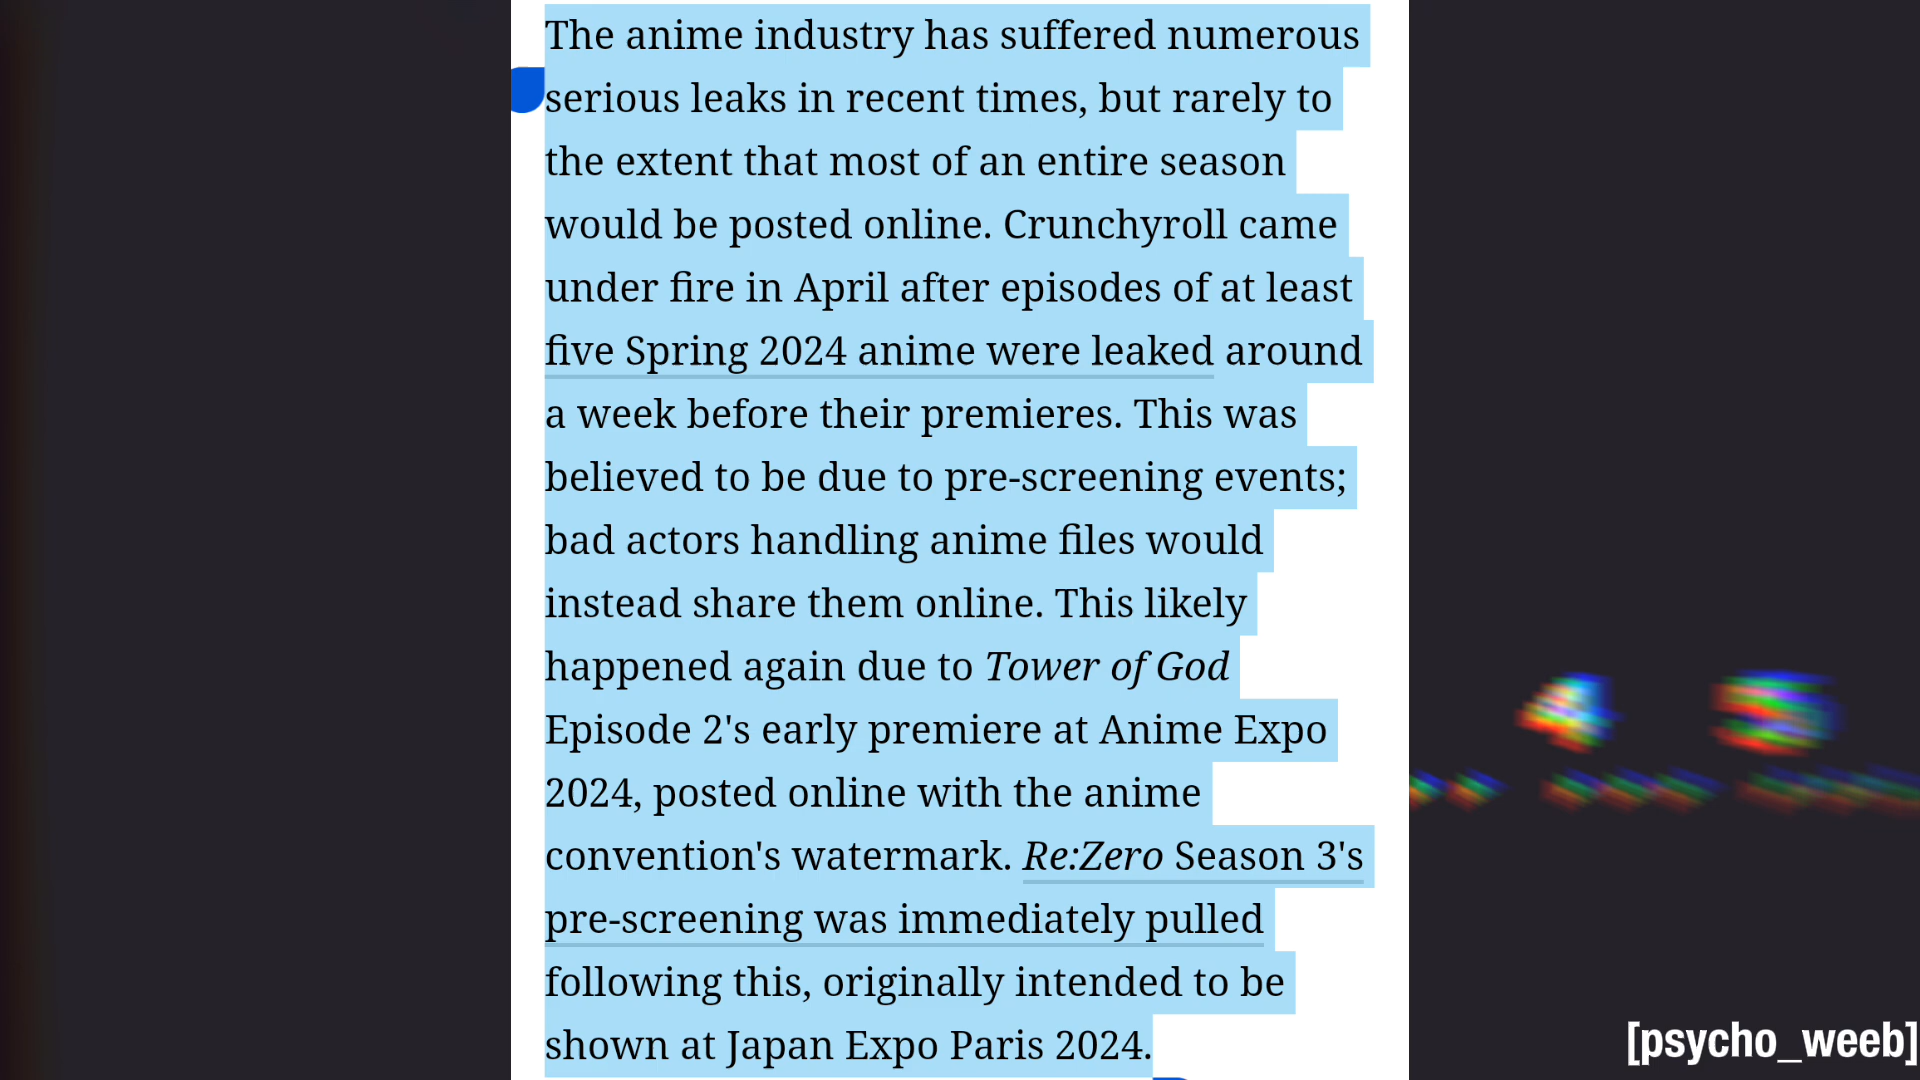 The anime industry has suffered numerous
serious leaks in recent times, but rarely to
the extent that most of an entire season
would be posted online. Crunchyroll came
under fire in April after episodes of at least
five Spring 2024 anime were leaked around
a week before their premieres. This was
believed to be due to pre-screening events;
bad actors handling anime files would
instead share them online. This likely
happened again due to Tower of God
Episode 2's early premiere at Anime Expo
2024, posted online with the anime
convention's watermark. Re:Zero Season 3's
pre-screening was immediately pulled
following this, originally intended to be
shown at Japan Expo Paris 2024.
[psycho_weeb]